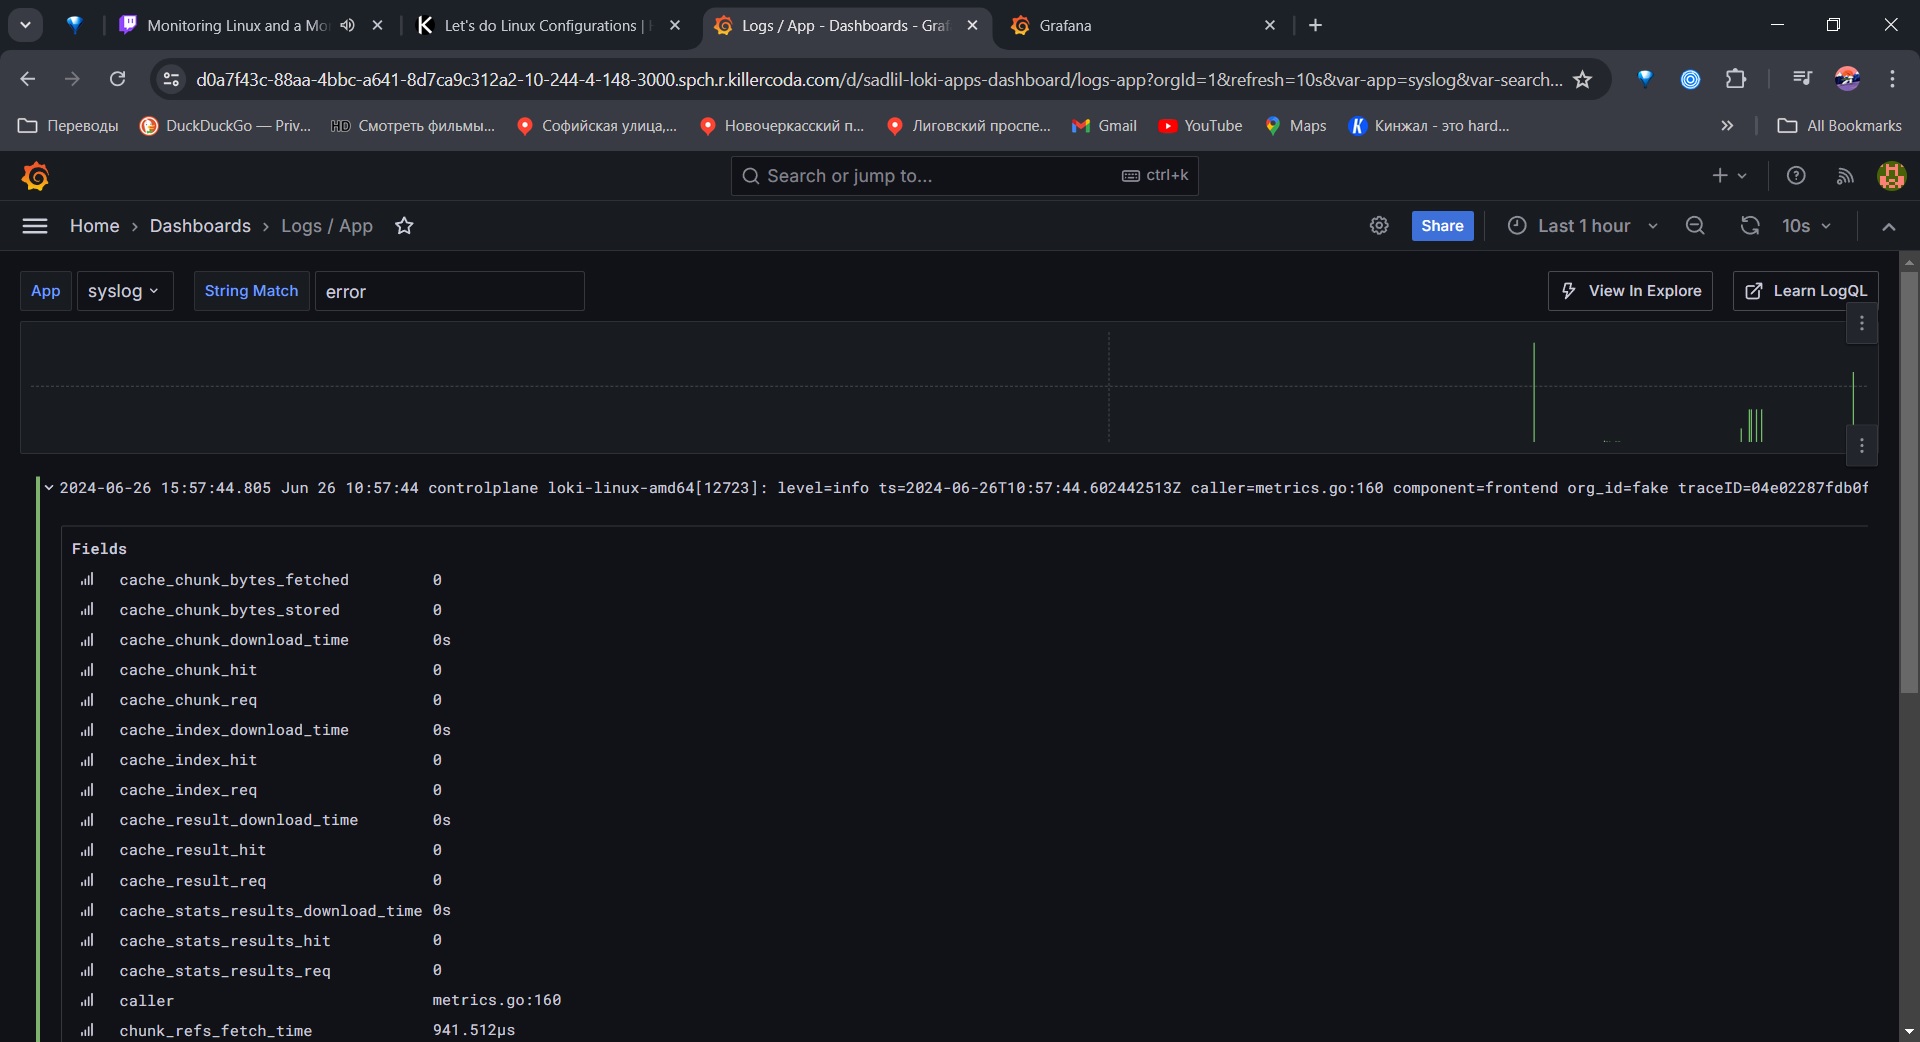 Monitoring Linux and a Mo
Let's do Linux Configurations |
Logs / App - Dashboards - Graf
Grafana
d0a7f43c-88aa-4bbc-a641-8d7ca9c312a2-10-244-4-148-3000.spch.r.killercoda.com/d/sadlil-loki-apps-dashboard/logs-app?orgId=1&refresh=10s&var-app=syslog&var-search...
Переводы
DuckDuckGo — Priv...
HD Смотреть фильмы...
Софийская улица,...
Новочеркасский п...
Лиговский проспе...
Gmail
YouTube
Maps
Кинжал - это hard...
All Bookmarks
Search or jump to...
ctrl+k
Home > Dashboards > Logs / App
Share
Last 1 hour
10s
App
syslog
String Match
error
View In Explore
Learn LogQL
2024-06-26 15:57:44.805 Jun 26 10:57:44 controlplane loki-linux-amd64[12723]: level=info ts=2024-06-26T10:57:44.602442513Z caller=metrics.go:160 component=frontend org_id=fake traceID=04e02287fdb0f
Fields
cache_chunk_bytes_fetched 0
cache_chunk_bytes_stored 0
cache_chunk_download_time 0s
cache_chunk_hit 0
cache_chunk_req 0
cache_index_download_time 0s
cache_index_hit 0
cache_index_req 0
cache_result_download_time 0s
cache_result_hit 0
cache_result_req 0
cache_stats_results_download_time 0s
cache_stats_results_hit 0
cache_stats_results_req 0
caller metrics.go:160
chunk_refs_fetch_time 941.512µs